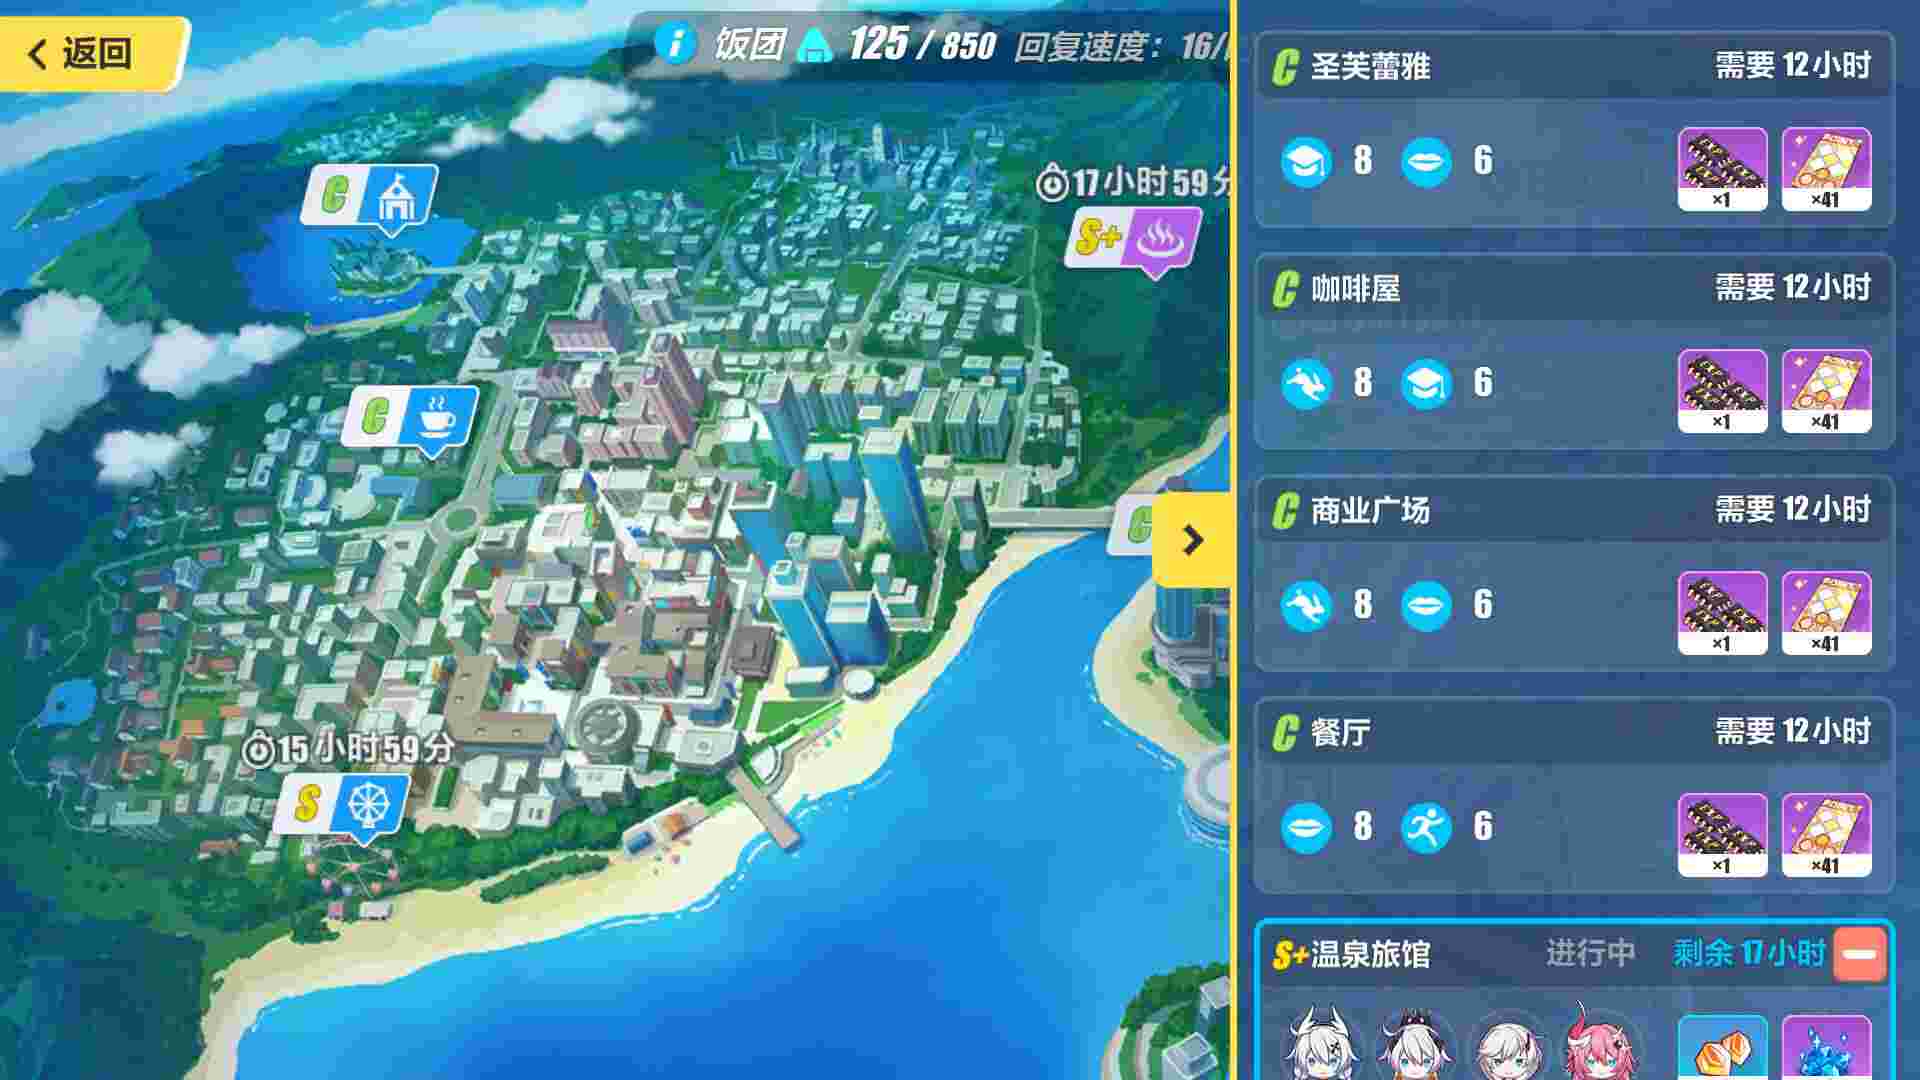 返回
饭团 125 / 850 回复速度：16/
C
17小时59分
S+
C
C
15小时59分
S
C 圣芙蕾雅 需要 12小时
8 6 ×1 ×41
C 咖啡屋 需要 12小时
8 6 ×1 ×41
C 商业广场 需要 12小时
8 6 ×1 ×41
C 餐厅 需要 12小时
8 6 ×1 ×41
S+ 温泉旅馆 进行中 剩余 17小时